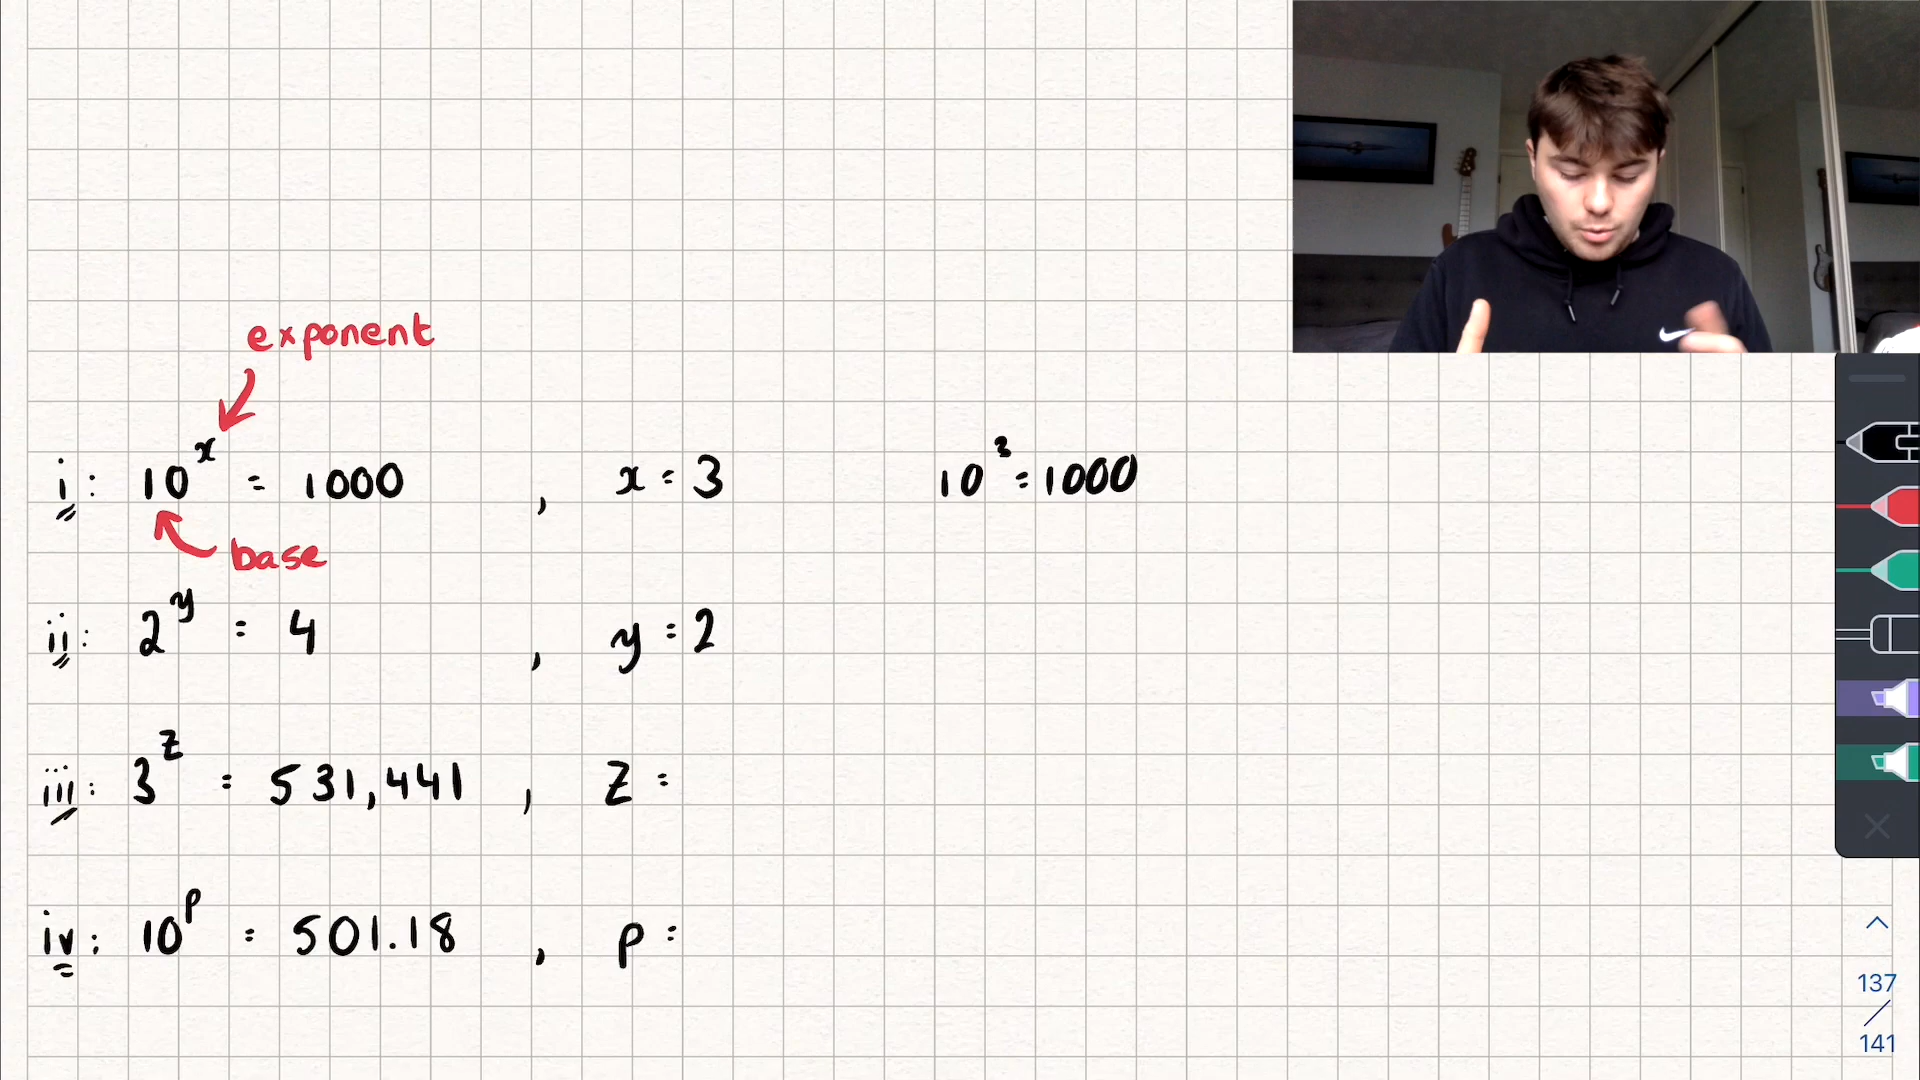 exponent
i: 10^x = 1000 , x = 3 10^3 = 1000
base
ii: 2^y = 4 , y = 2
iii: 3^z = 531,441 , z =
iv: 10^p = 501.18 , p =
137
141